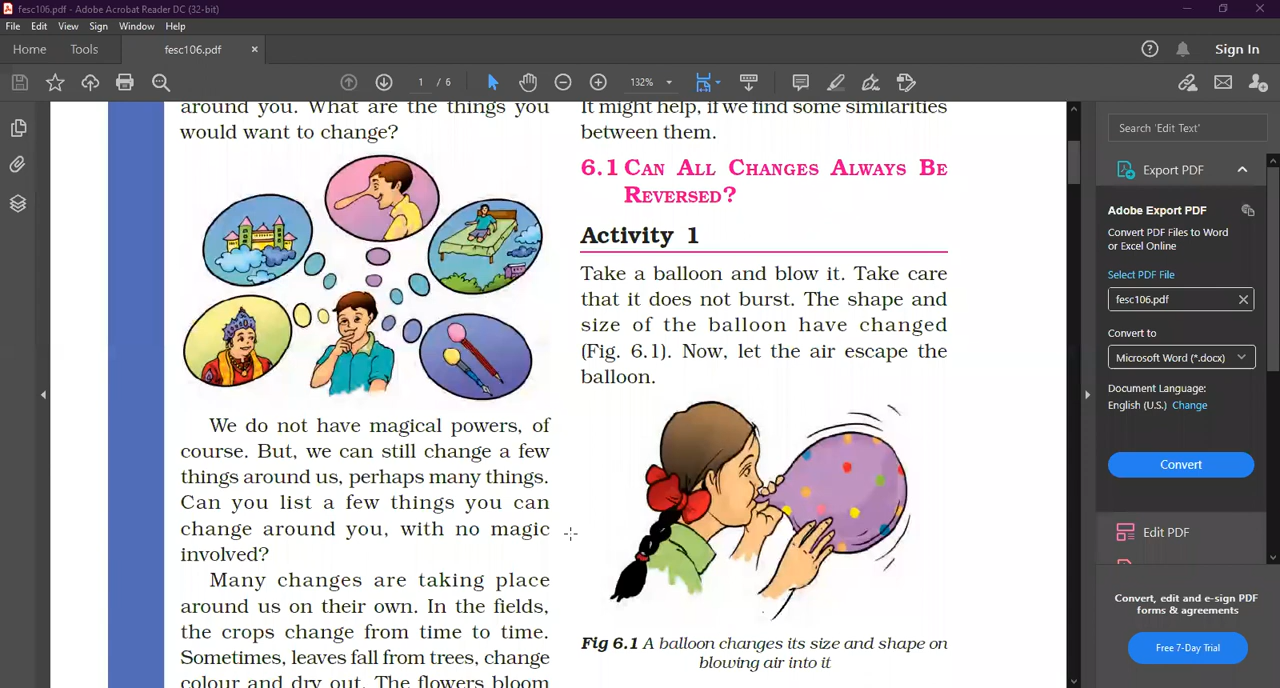 fesc106.pdf - Adobe Acrobat Reader DC (32-bit)
File Edit View Sign Window Help
Home Tools fesc106.pdf × Sign In
1 / 6 132%
around you. What are the things you
would want to change?
We do not have magical powers, of
course. But, we can still change a few
things around us, perhaps many things.
Can you list a few things you can
change around you, with no magic
involved?
Many changes are taking place
around us on their own. In the fields,
the crops change from time to time.
Sometimes, leaves fall from trees, change
colour and dry out. The flowers bloom
It might help, if we find some similarities
between them.
6.1 CAN ALL CHANGES ALWAYS BE
REVERSED?
Activity 1
Take a balloon and blow it. Take care
that it does not burst. The shape and
size of the balloon have changed
(Fig. 6.1). Now, let the air escape the
balloon.
Fig 6.1 A balloon changes its size and shape on
blowing air into it
Search 'Edit Text'
Export PDF
Adobe Export PDF
Convert PDF Files to Word
or Excel Online
Select PDF File
fesc106.pdf
Convert to
Microsoft Word (*.docx)
Document Language:
English (U.S.) Change
Convert
Edit PDF
Convert, edit and e-sign PDF
forms & agreements
Free 7-Day Trial